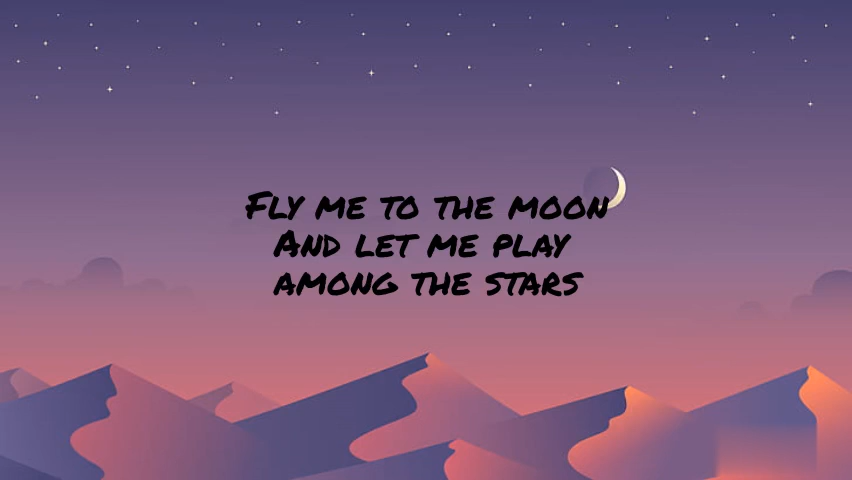 Fly me to the moon
And let me play
among the stars